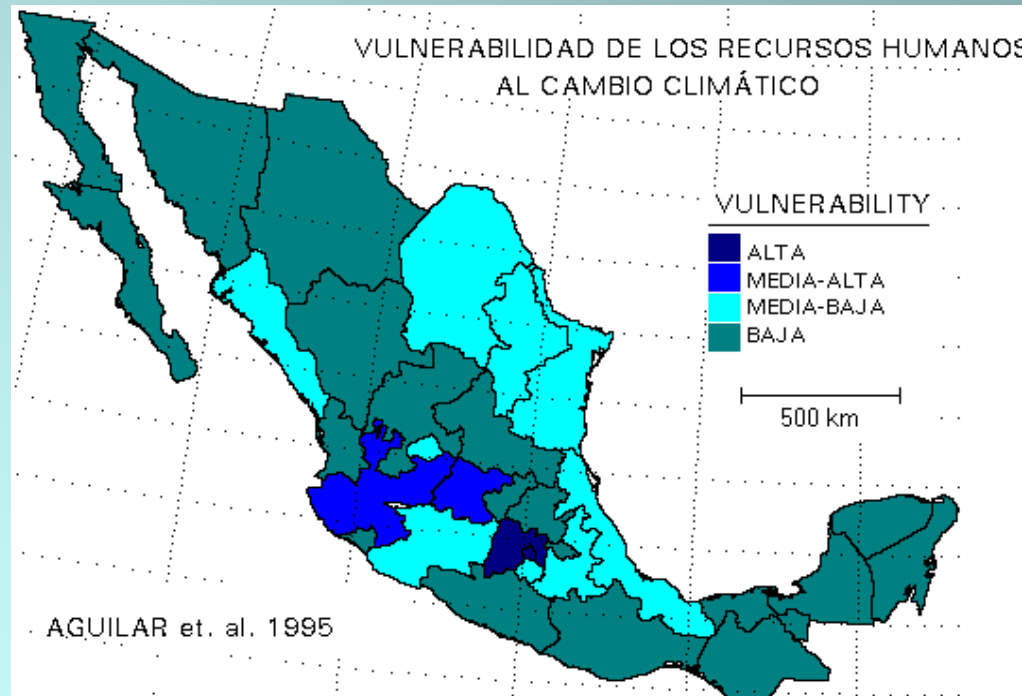 VULNERABILIDAD DE LOS RECURSOS HUMANOS
AL CAMBIO CLIMÁTICO
VULNERABILITY
ALTA
MEDIA-ALTA
MEDIA-BAJA
BAJA
500 km
AGUILAR et. al. 1995